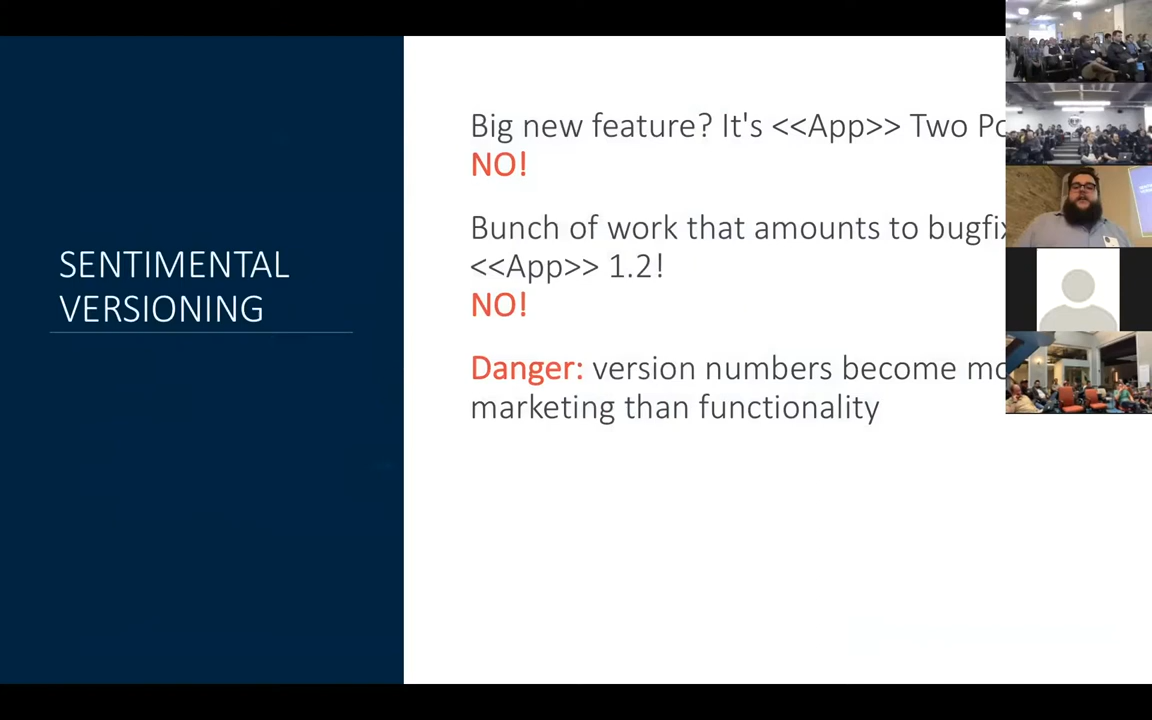 SENTIMENTAL
VERSIONING
Big new feature? It's <<App>> Two
NO!
Bunch of work that amounts to
<<App>> 1.2!
NO!
Danger: version numbers become
marketing than functionality